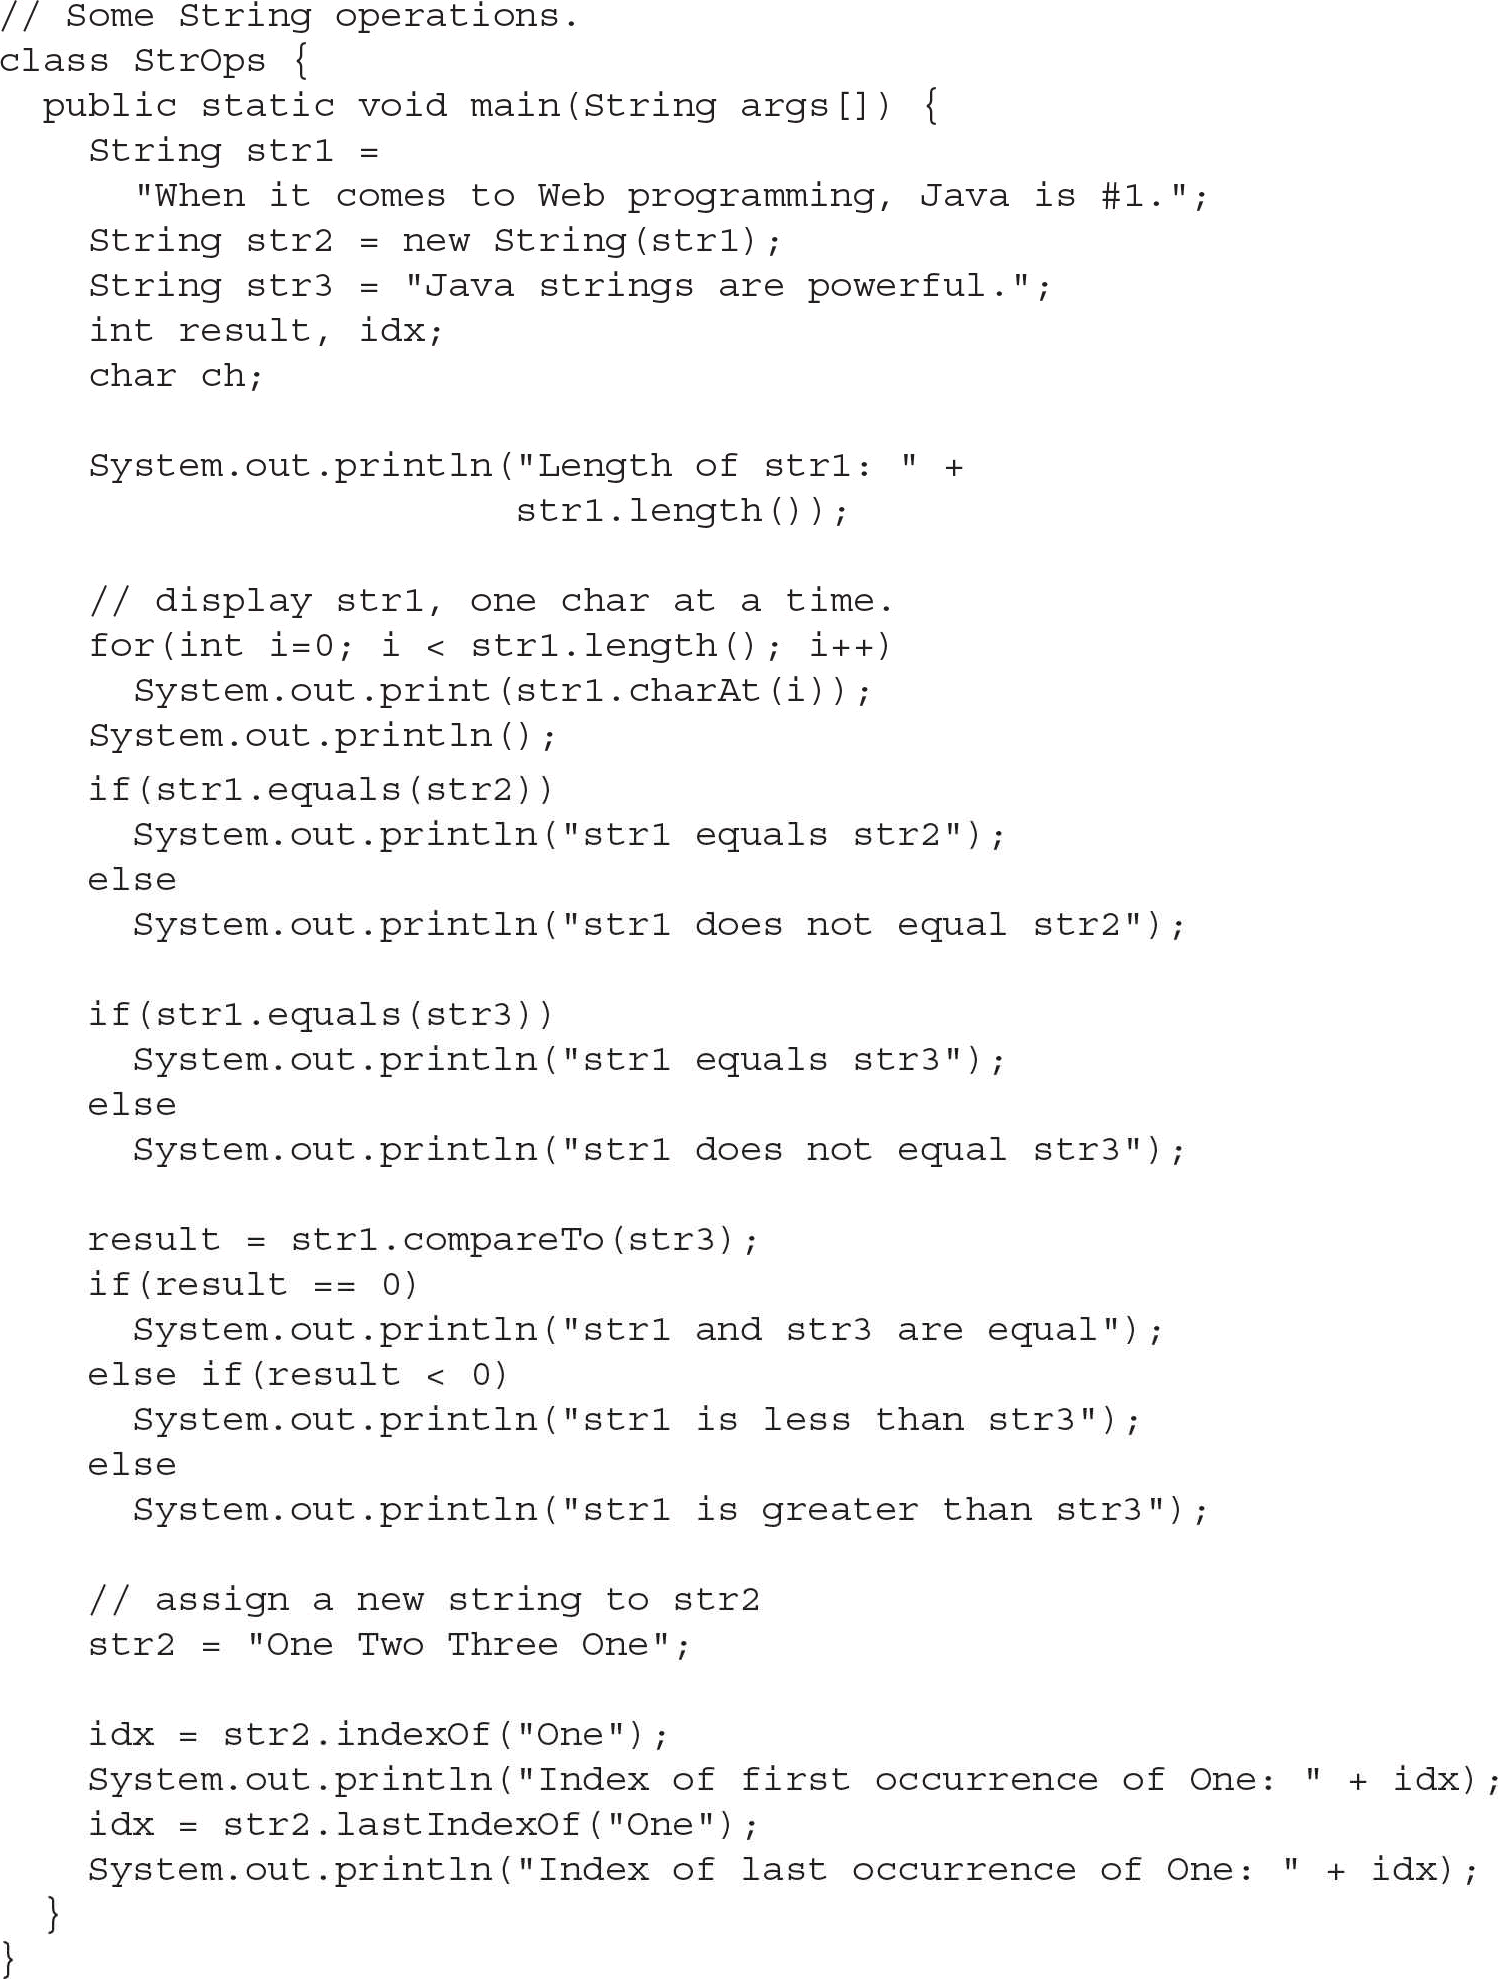 // Some String operations.
class StrOps {
  public static void main(String args[]) {
    String str1 =
      "When it comes to Web programming, Java is #1.";
    String str2 = new String(str1);
    String str3 = "Java strings are powerful.";
    int result, idx;
    char ch;

    System.out.println("Length of str1: " +
                       str1.length());

    // display str1, one char at a time.
    for(int i=0; i < str1.length(); i++)
      System.out.print(str1.charAt(i));
    System.out.println();
    if(str1.equals(str2))
      System.out.println("str1 equals str2");
    else
      System.out.println("str1 does not equal str2");

    if(str1.equals(str3))
      System.out.println("str1 equals str3");
    else
      System.out.println("str1 does not equal str3");

    result = str1.compareTo(str3);
    if(result == 0)
      System.out.println("str1 and str3 are equal");
    else if(result < 0)
      System.out.println("str1 is less than str3");
    else
      System.out.println("str1 is greater than str3");

    // assign a new string to str2
    str2 = "One Two Three One";

    idx = str2.indexOf("One");
    System.out.println("Index of first occurrence of One: " + idx);
    idx = str2.lastIndexOf("One");
    System.out.println("Index of last occurrence of One: " + idx);
  }
}